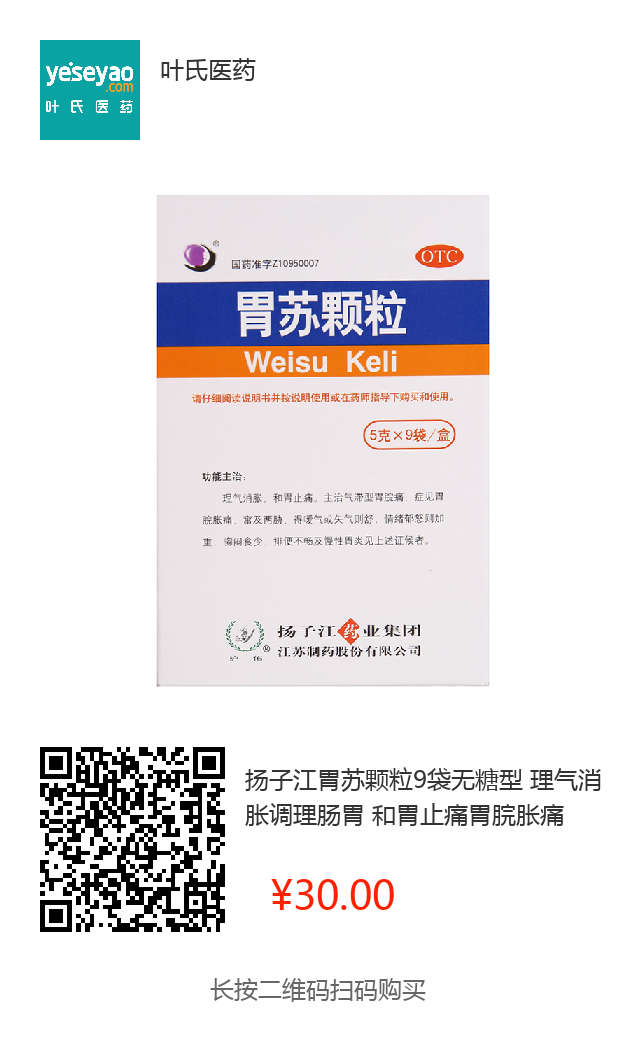 yeseyao
.com
叶氏医药
叶氏医药
国药准字Z10950007
OTC
胃苏颗粒
Weisu Keli
请仔细阅读说明书并按说明使用或在药师指导下购买和使用。
5克×9袋/盒
功能主治:
理气消胀、和胃止痛。主治气滞型胃脘痛，症见胃
脘胀痛，窜及两胁，得嗳气或矢气则舒，情绪郁怒则加
重，胸闷食少，排便不畅及慢性胃炎见上述证候者。
扬子江药业集团
江苏制药股份有限公司
护佑
扬子江胃苏颗粒9袋无糖型 理气消
胀调理肠胃 和胃止痛胃脘胀痛
¥30.00
长按二维码扫码购买